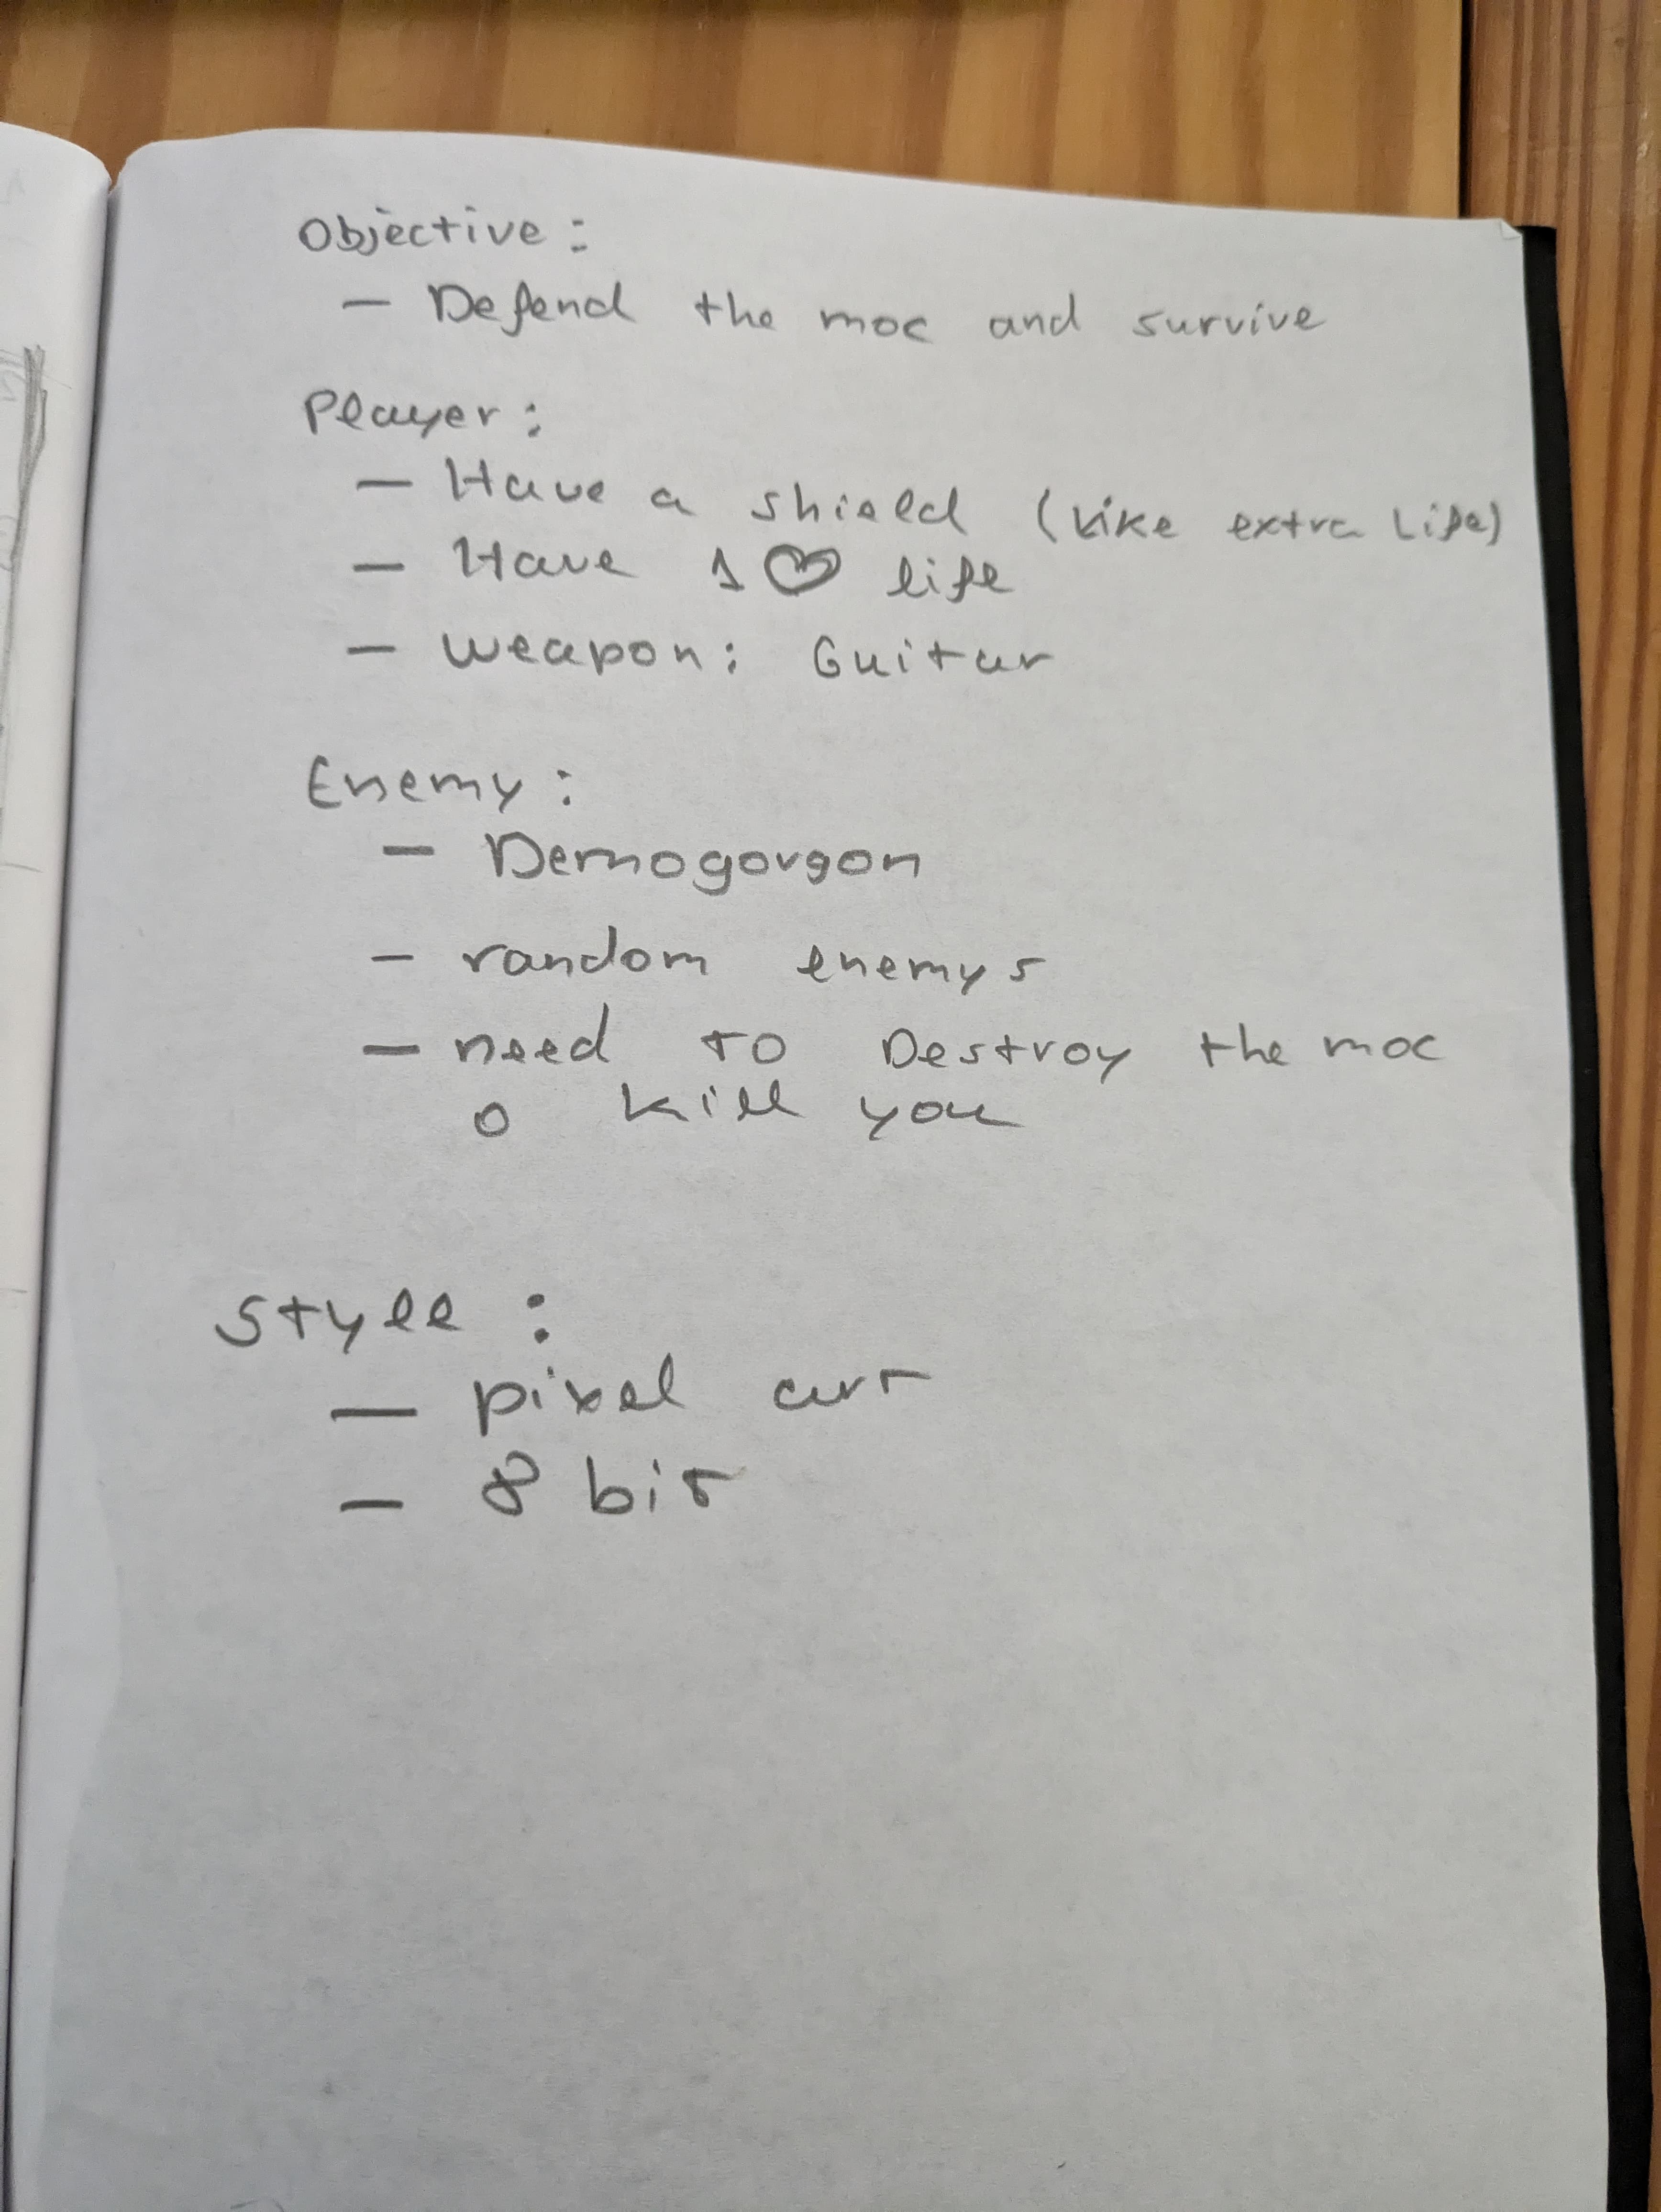 Objective:
- Defend the moc and survive
Player:
- Have a shield (Like extra Life)
- Have 1 ♡ life
- weapon: Guitar
Enemy:
- Demogorgon
- random enemys
- need to Destroy the moc
o kill you
Style:
- pixel art
- 8 bit